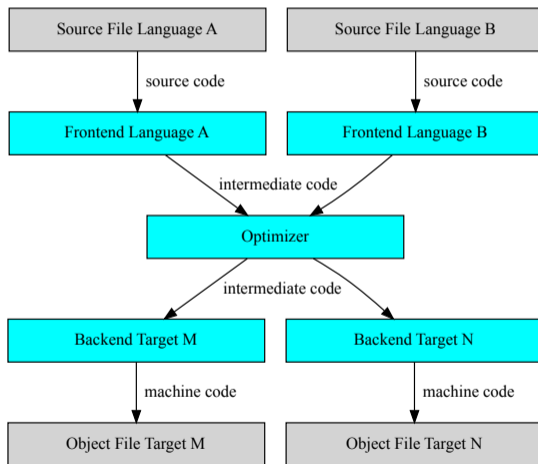 Source File Language A
Source File Language B
source code
source code
Frontend Language A
Frontend Language B
intermediate code
Optimizer
intermediate code
Backend Target M
Backend Target N
machine code
machine code
Object File Target M
Object File Target N